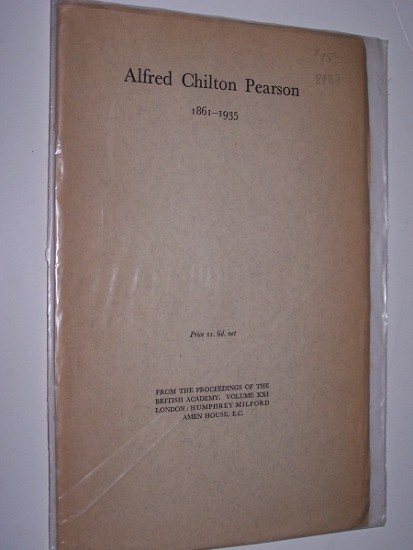 Alfred Chilton Pearson
1861–1935
Price 1s. 6d. net
FROM THE PROCEEDINGS OF THE
BRITISH ACADEMY. VOLUME XXI
LONDON: HUMPHREY MILFORD
AMEN HOUSE, E.C.